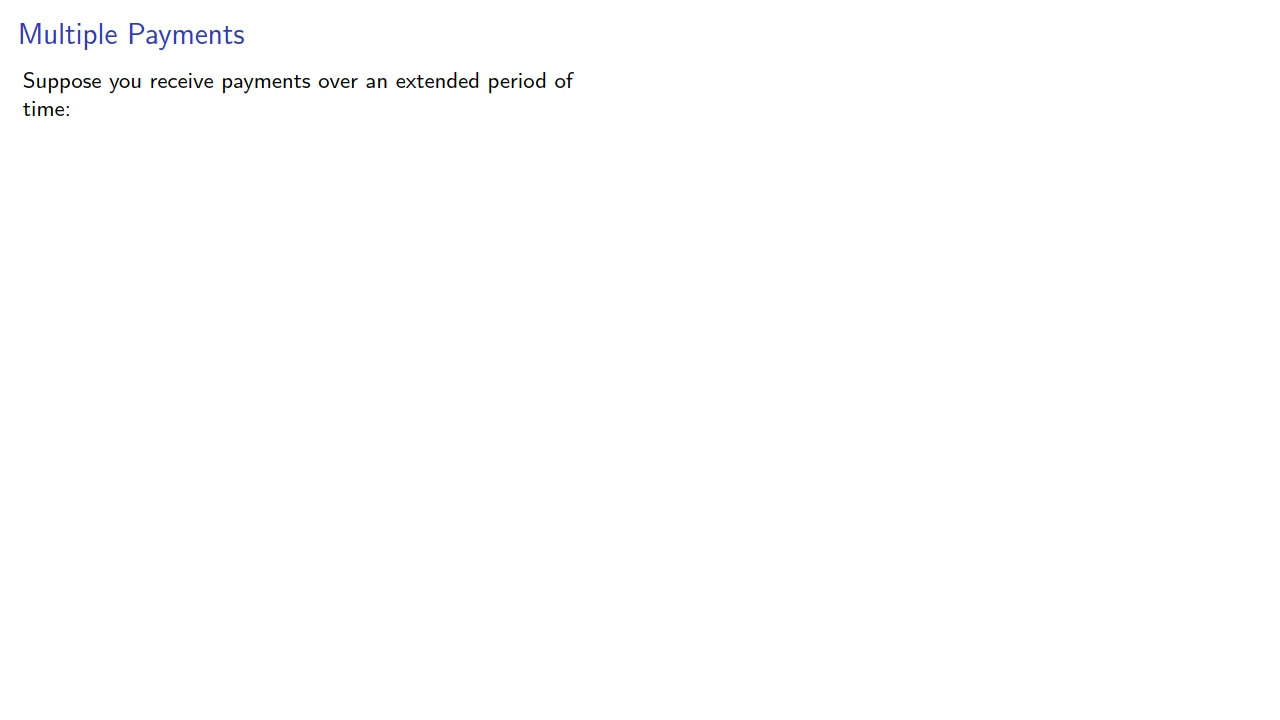 Multiple Payments
Suppose you receive payments over an extended period of
time: